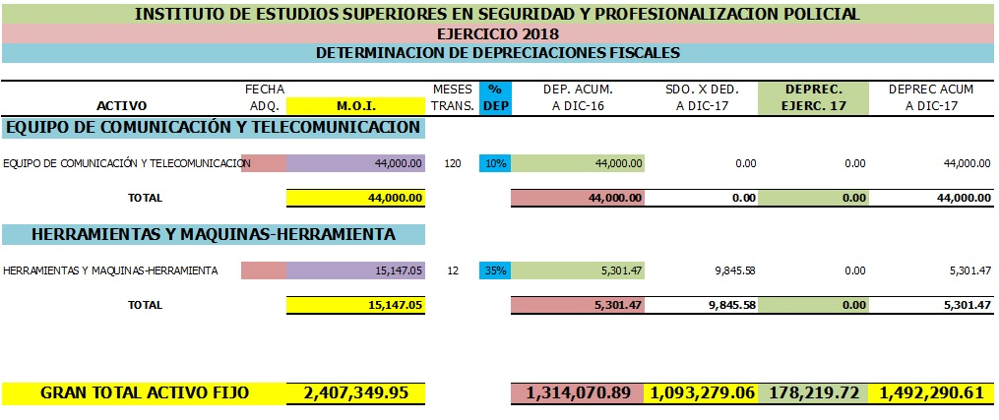 INSTITUTO DE ESTUDIOS SUPERIORES EN SEGURIDAD Y PROFESIONALIZACION POLICIAL
EJERCICIO 2018
DETERMINACION DE DEPRECIACIONES FISCALES
FECHA MESES % DEP. ACUM. SDO. X DED. DEPREC. DEPREC ACUM
ACTIVO ADQ. M.O.I. TRANS. DEP A DIC-16 A DIC-17 EJERC. 17 A DIC-17
EQUIPO DE COMUNICACIÓN Y TELECOMUNICACION
EQUIPO DE COMUNICACIÓN Y TELECOMUNICACION 44,000.00 120 10% 44,000.00 0.00 0.00 44,000.00
TOTAL 44,000.00 44,000.00 0.00 0.00 44,000.00
HERRAMIENTAS Y MAQUINAS-HERRAMIENTA
HERRAMIENTAS Y MAQUINAS-HERRAMIENTA 15,147.05 12 35% 5,301.47 9,845.58 0.00 5,301.47
TOTAL 15,147.05 5,301.47 9,845.58 0.00 5,301.47
GRAN TOTAL ACTIVO FIJO 2,407,349.95 1,314,070.89 1,093,279.06 178,219.72 1,492,290.61